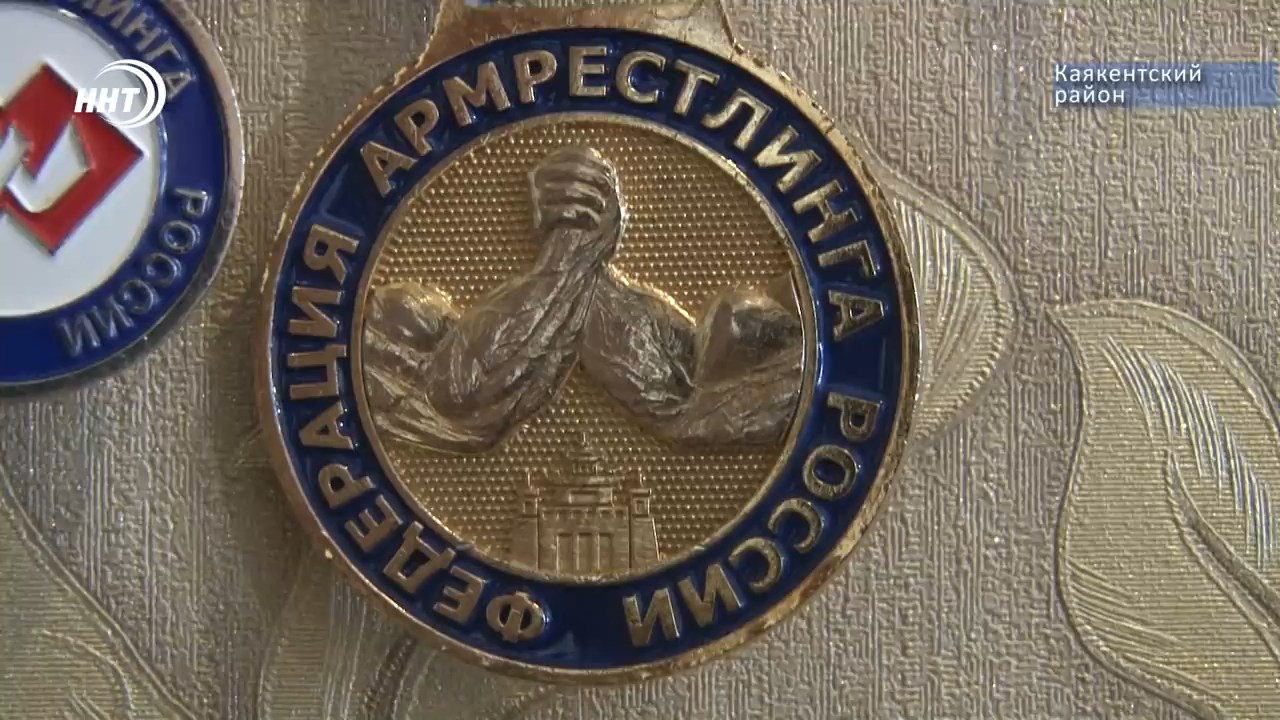 ННТ
Каякентский
район
ФЕДЕРАЦИЯ АРМРЕСТЛИНГА РОССИИ
РОССИИ